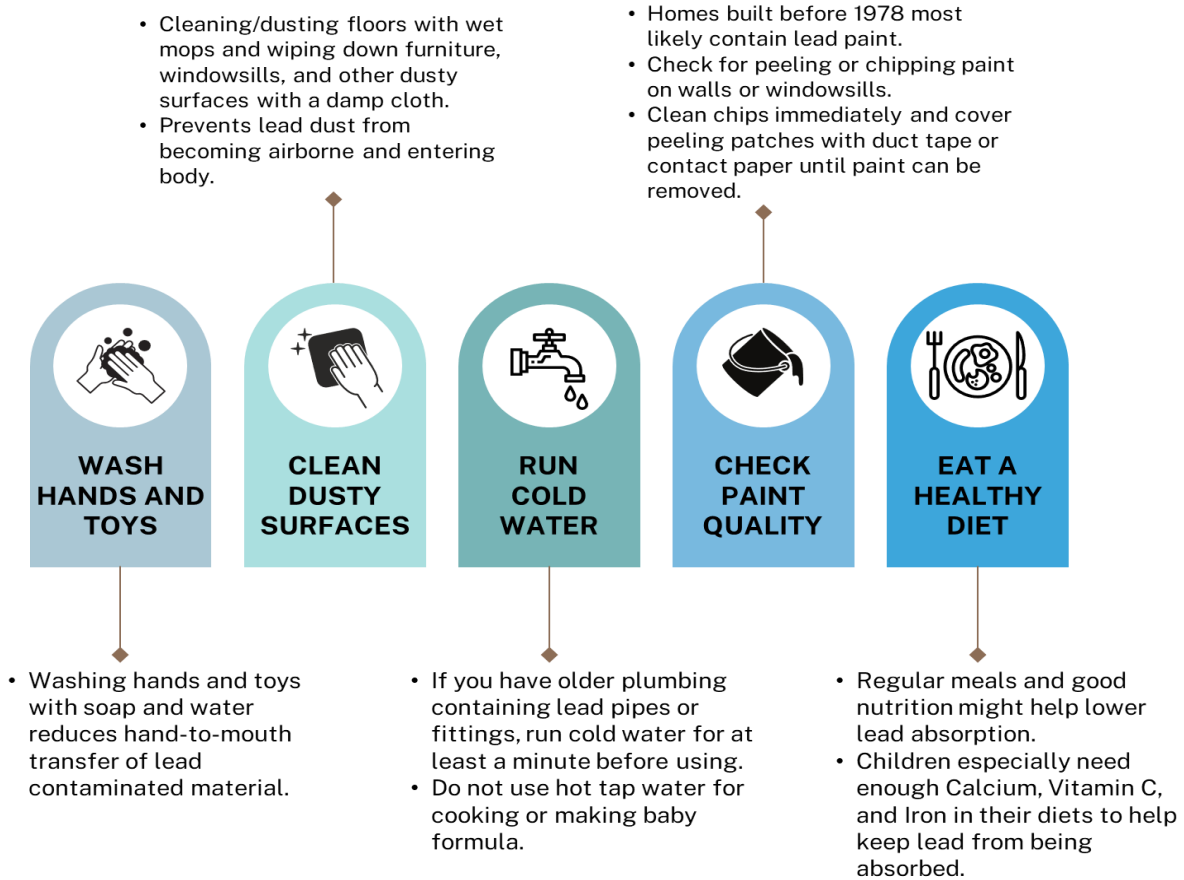 • Cleaning/dusting floors with wet
mops and wiping down furniture,
windowsills, and other dusty
surfaces with a damp cloth.
• Prevents lead dust from
becoming airborne and entering
body.
• Homes built before 1978 most
likely contain lead paint.
• Check for peeling or chipping paint
on walls or windowsills.
• Clean chips immediately and cover
peeling patches with duct tape or
contact paper until paint can be
removed.
WASH
HANDS AND
TOYS
CLEAN
DUSTY
SURFACES
RUN
COLD
WATER
CHECK
PAINT
QUALITY
EAT A
HEALTHY
DIET
• Washing hands and toys
with soap and water
reduces hand-to-mouth
transfer of lead
contaminated material.
• If you have older plumbing
containing lead pipes or
fittings, run cold water for at
least a minute before using.
• Do not use hot tap water for
cooking or making baby
formula.
• Regular meals and good
nutrition might help lower
lead absorption.
• Children especially need
enough Calcium, Vitamin C,
and Iron in their diets to help
keep lead from being
absorbed.